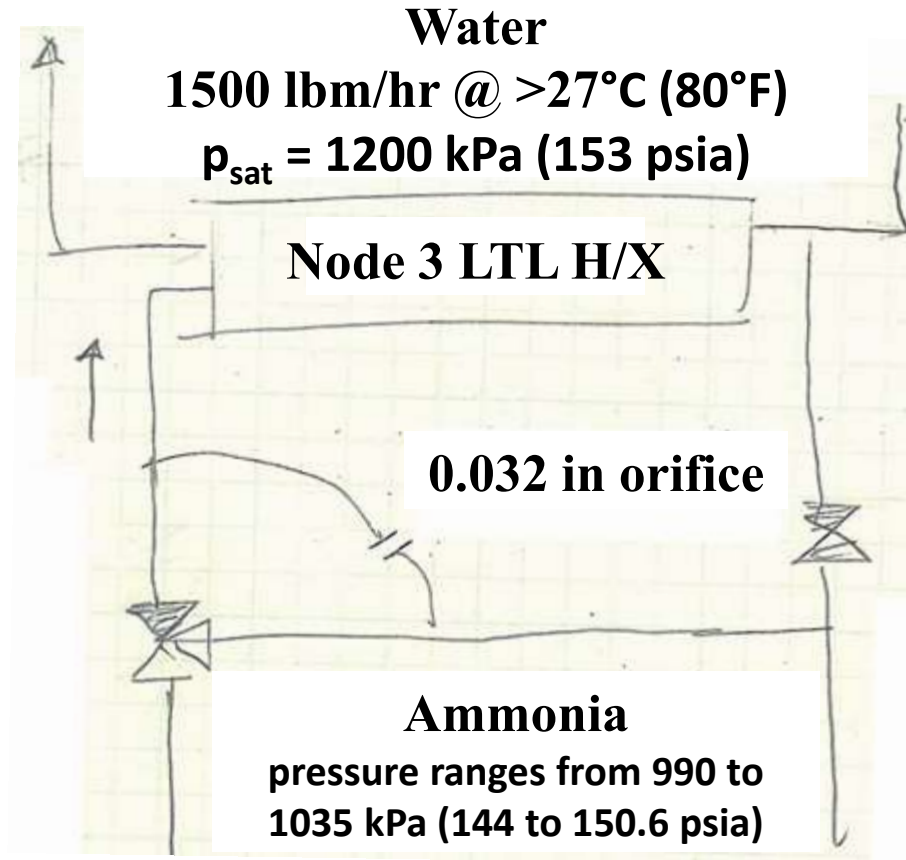 Water
1500 lbm/hr @ >27°C (80°F)
psat = 1200 kPa (153 psia)
Node 3 LTL H/X
0.032 in orifice
Ammonia
pressure ranges from 990 to
1035 kPa (144 to 150.6 psia)